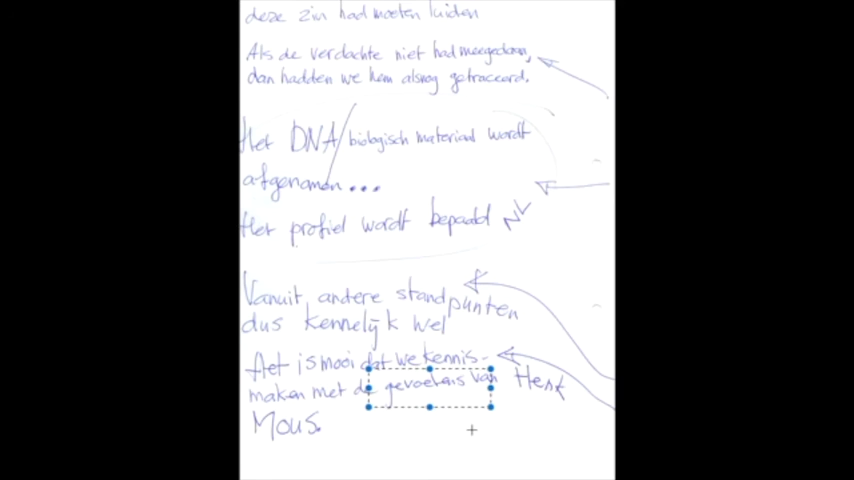 deze zin had moeten luiden
Als de verdachte niet had meegedaan,
dan hadden we hem alsnog getraceerd.
Het DNA/biologisch materiaal wordt
afgenomen...
Het profiel wordt bepaald
Vanuit andere standpunten
dus kennelijk wel
Het is mooi dat we kennis-
maken met de gevoelens van Henk
Mous.